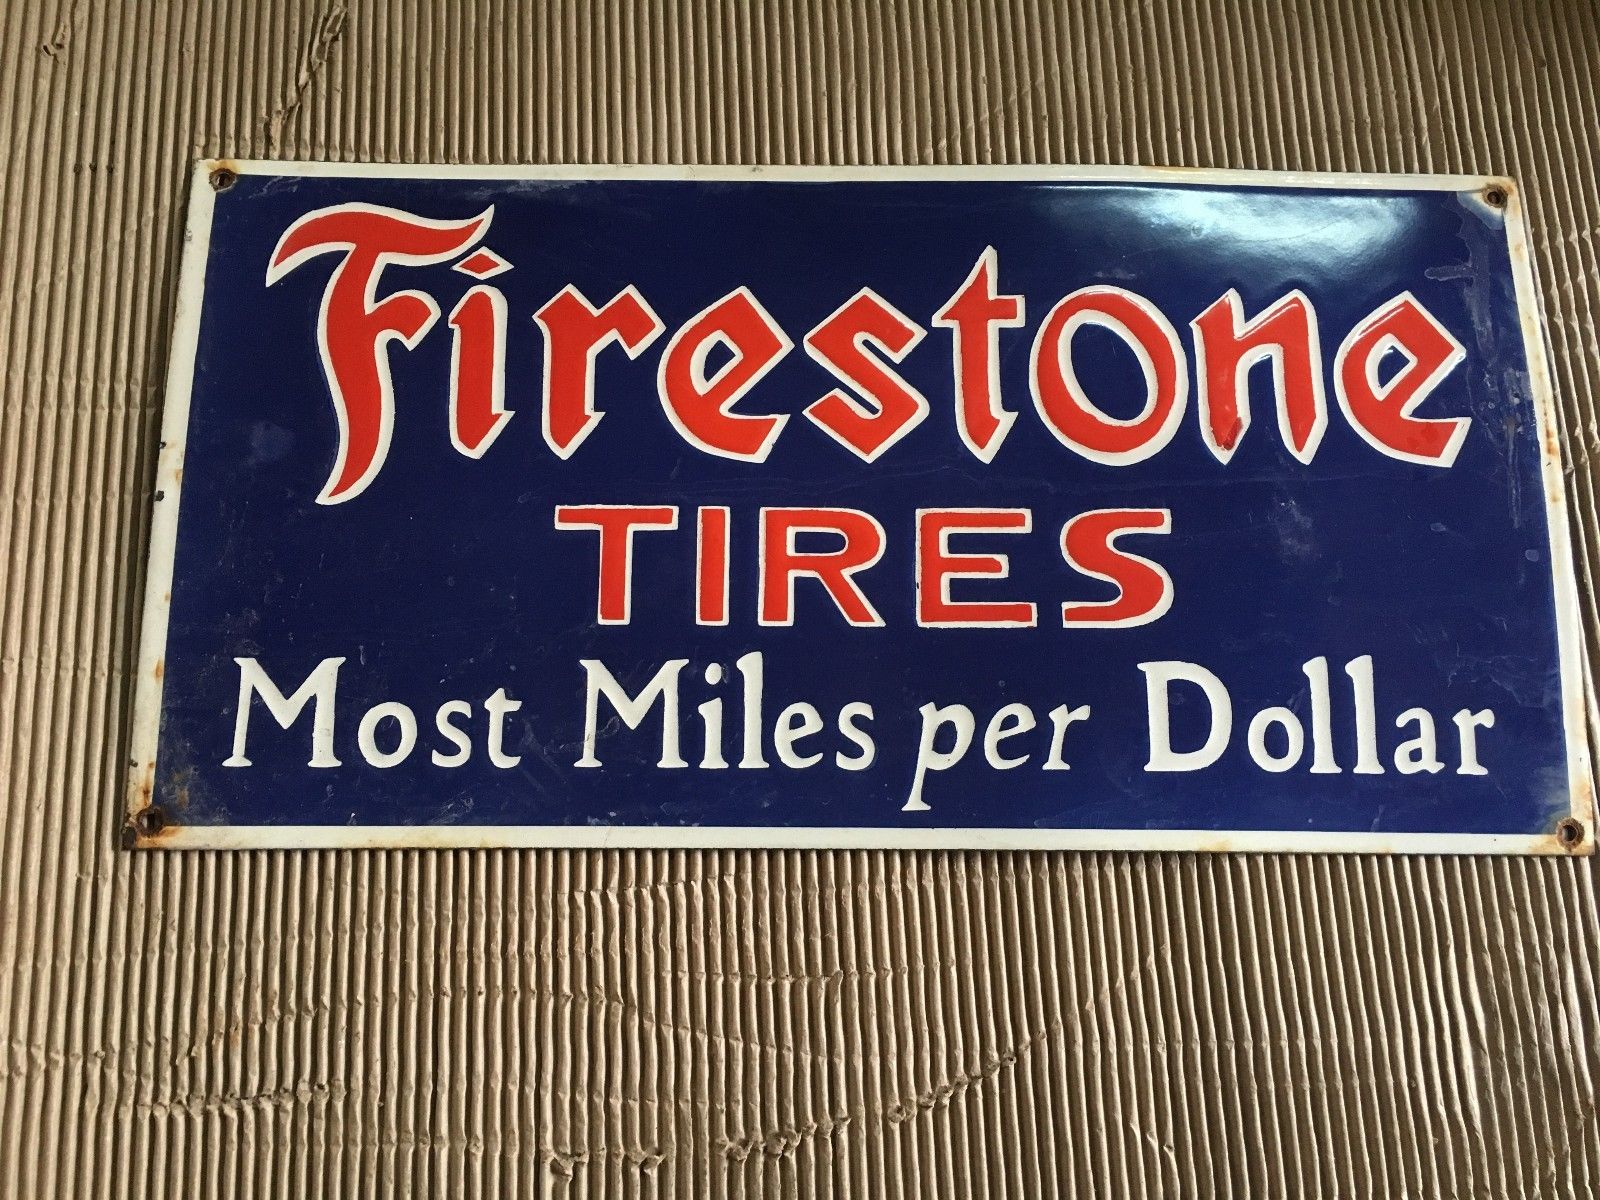 Firestone
TIRES
Most Miles per Dollar